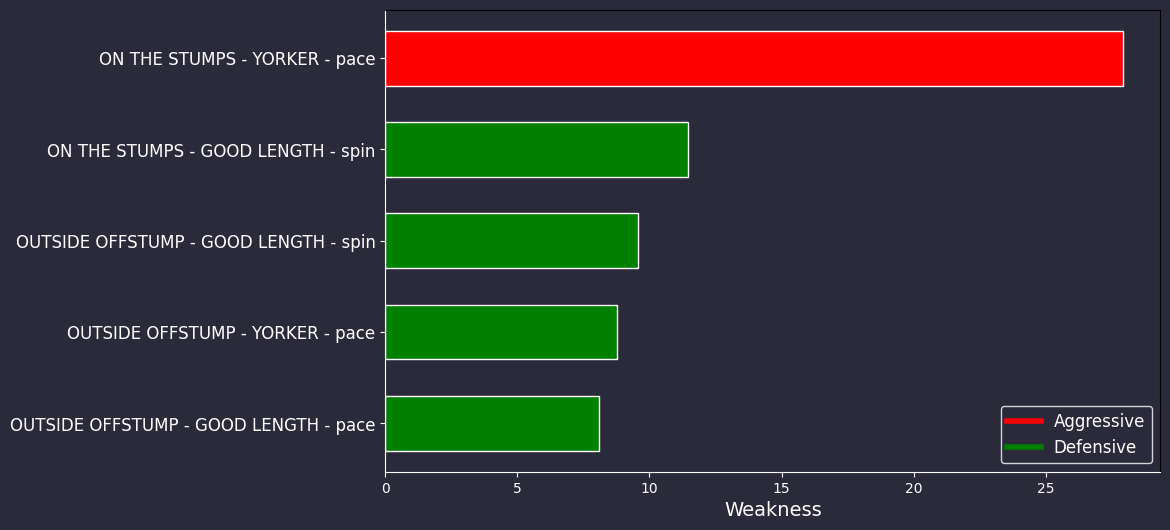 ON THE STUMPS - YORKER - pace
ON THE STUMPS - GOOD LENGTH - spin
OUTSIDE OFFSTUMP - GOOD LENGTH - spin
OUTSIDE OFFSTUMP - YORKER - pace
OUTSIDE OFFSTUMP - GOOD LENGTH - pace
Aggressive
Defensive
0 5 10 15 20 25
Weakness